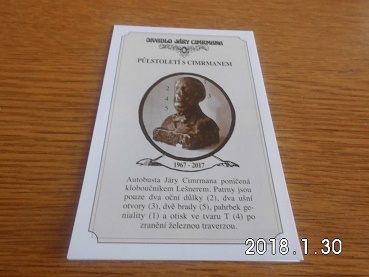 DIVADLO JÁRY CIMRMANA
PŮLSTOLETÍ S CIMRMANEM
2
3
4
5
1967 - 2017
Autobusta Járy Cimrmana poničená
kloboučníkem Lešnerem. Patrny jsou
pouze dva oční důlky (2), dva ušní
otvory (3), dvě brady (5), pahrbek ge-
niality (1) a otisk ve tvaru T (4) po
zranění železnou traverzou.
2018. 1. 30